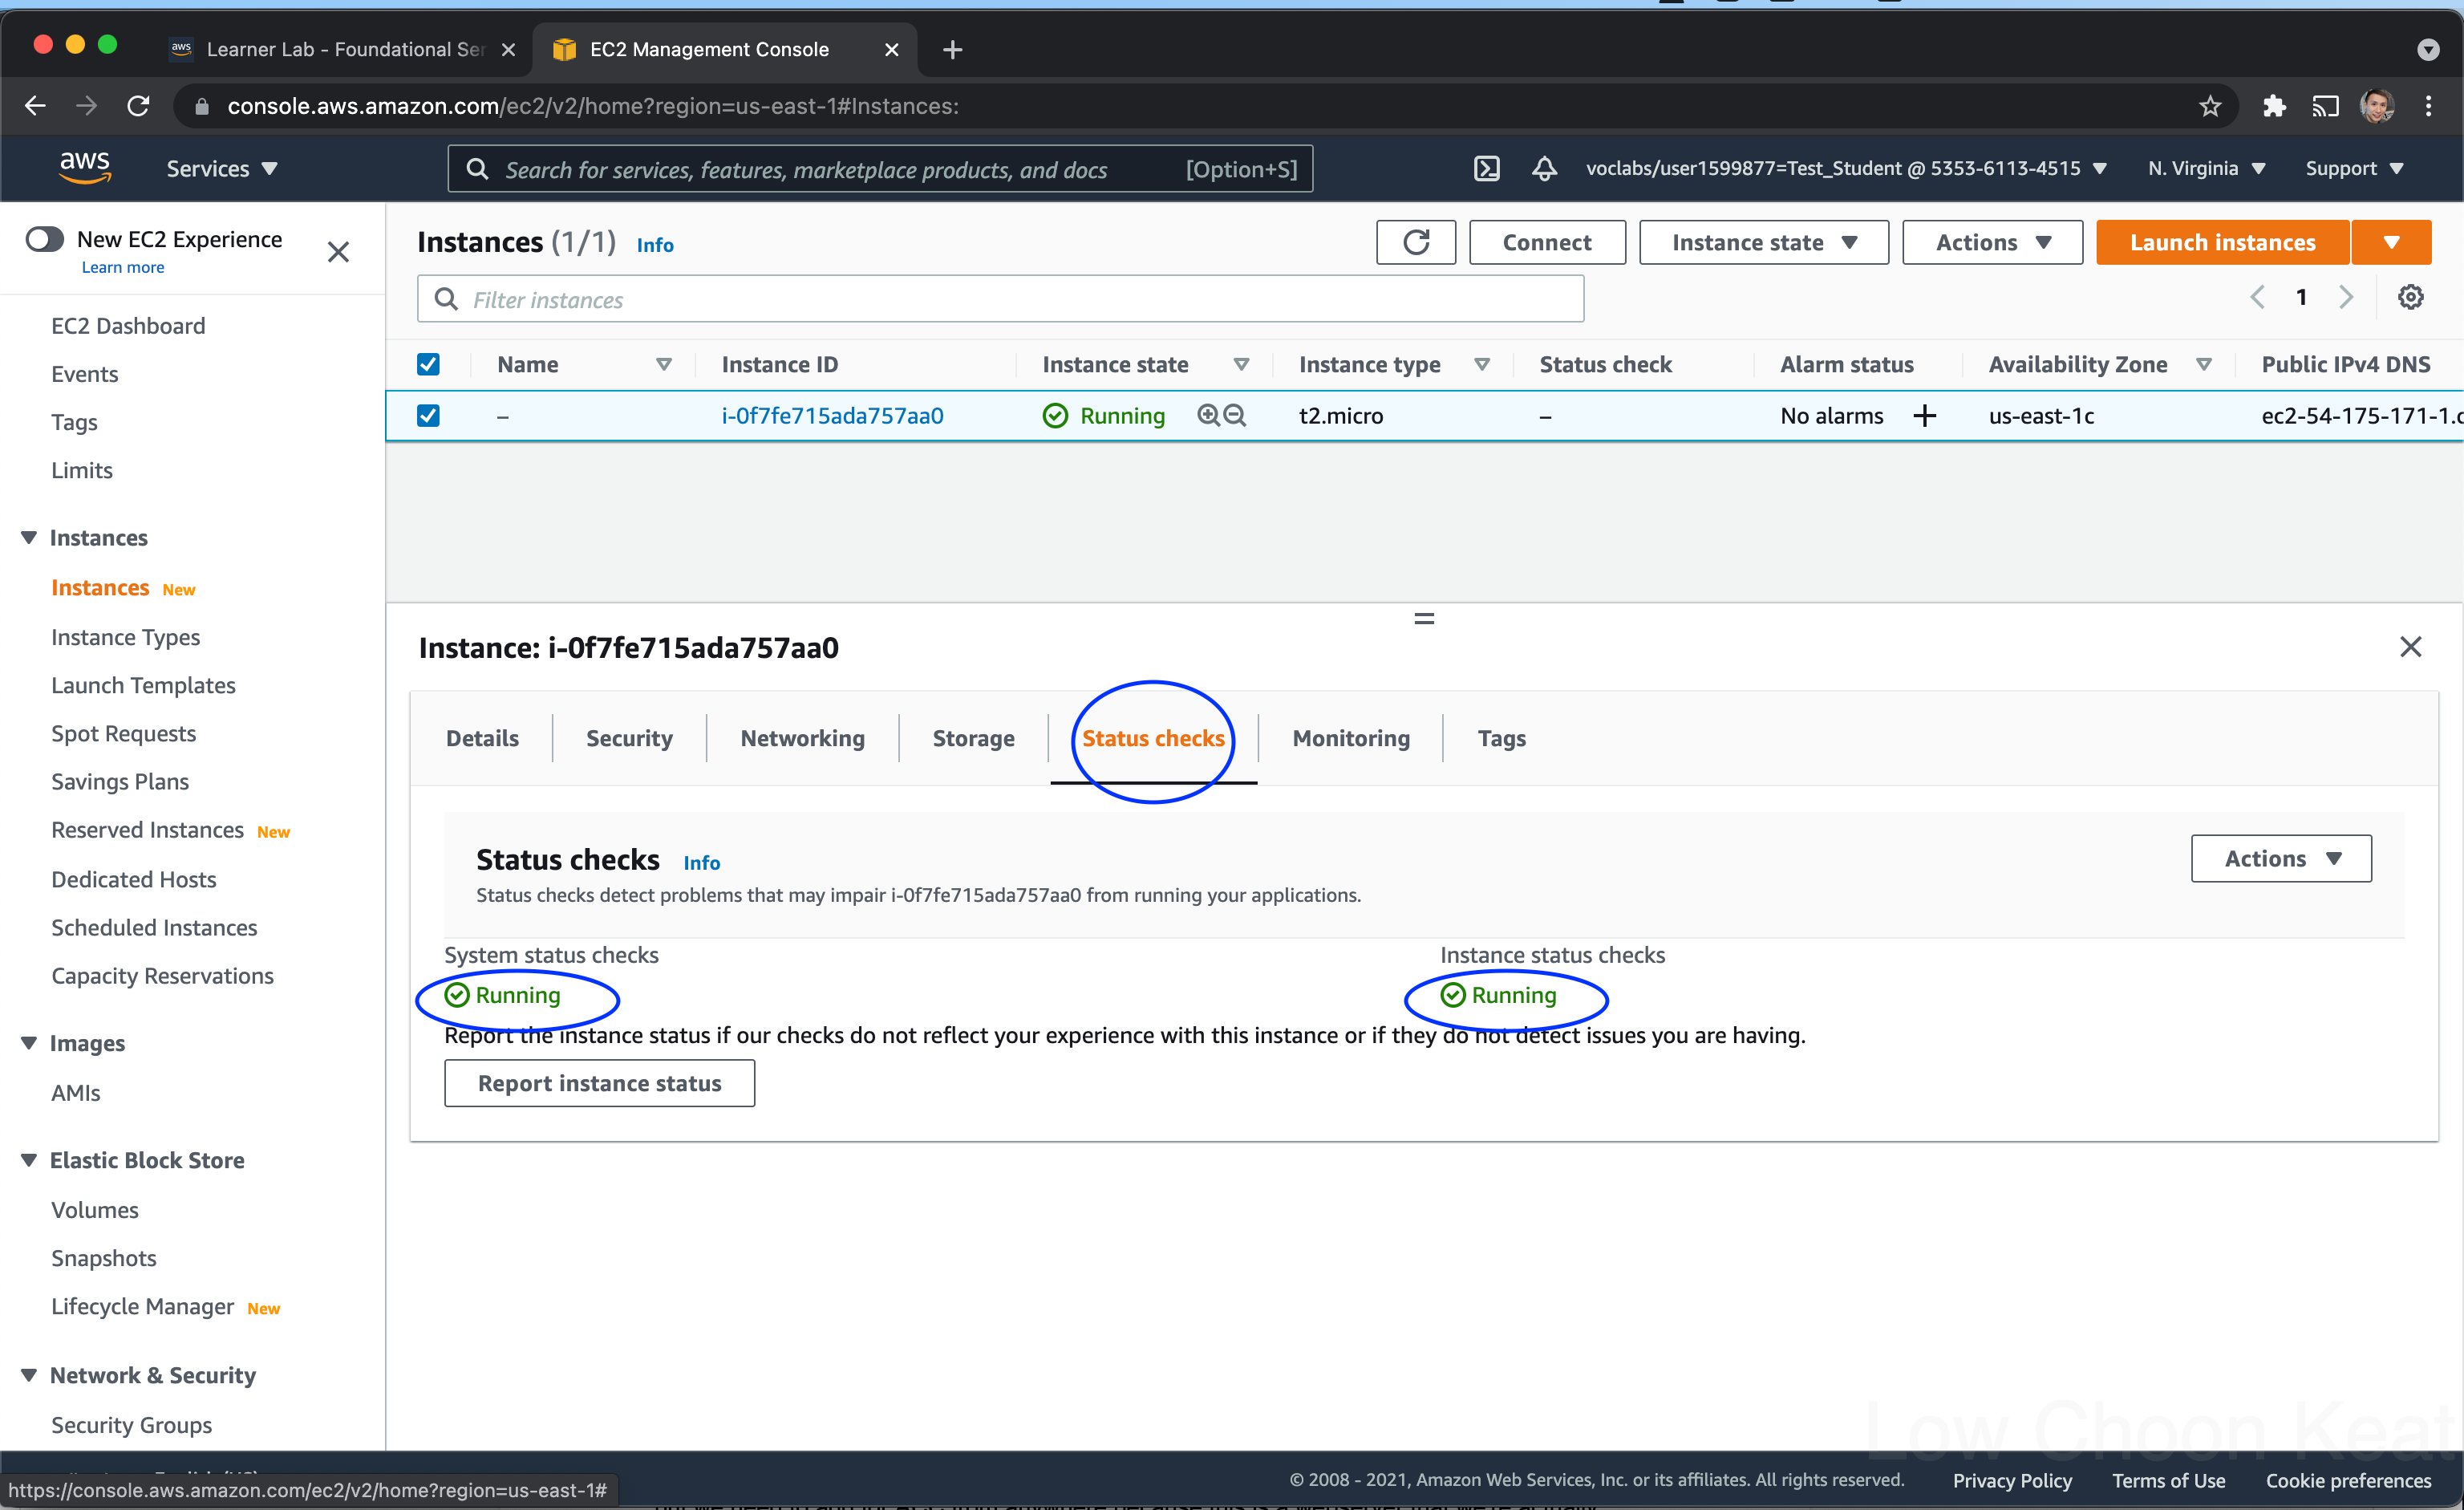 aws Learner Lab - Foundational Ser
EC2 Management Console
console.aws.amazon.com/ec2/v2/home?region=us-east-1#Instances:
aws Services Search for services, features, marketplace products, and docs [Option+S] voclabs/user1599877=Test_Student @ 5353-6113-4515 N. Virginia Support
New EC2 Experience
Learn more
EC2 Dashboard
Events
Tags
Limits
Instances
Instances New
Instance Types
Launch Templates
Spot Requests
Savings Plans
Reserved Instances New
Dedicated Hosts
Scheduled Instances
Capacity Reservations
Images
AMIs
Elastic Block Store
Volumes
Snapshots
Lifecycle Manager New
Network & Security
Security Groups
Instances (1/1) Info Connect Instance state Actions Launch instances
Filter instances 1
Name Instance ID Instance state Instance type Status check Alarm status Availability Zone Public IPv4 DNS
– i-0f7fe715ada757aa0 Running t2.micro – No alarms + us-east-1c ec2-54-175-171-1.c
Instance: i-0f7fe715ada757aa0
Details Security Networking Storage Status checks Monitoring Tags
Status checks Info Actions
Status checks detect problems that may impair i-0f7fe715ada757aa0 from running your applications.
System status checks Instance status checks
Running Running
Report the instance status if our checks do not reflect your experience with this instance or if they do not detect issues you are having.
Report instance status
Low Choon Keat
© 2008 - 2021, Amazon Web Services, Inc. or its affiliates. All rights reserved. Privacy Policy Terms of Use Cookie preferences
https://console.aws.amazon.com/ec2/v2/home?region=us-east-1#